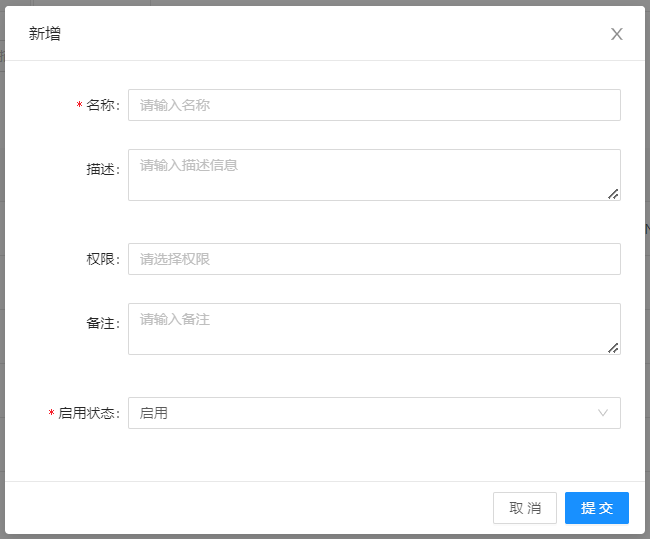 新增
* 名称:
请输入名称
描述:
请输入描述信息
权限:
请选择权限
备注:
请输入备注
* 启用状态:
启用
取 消
提 交